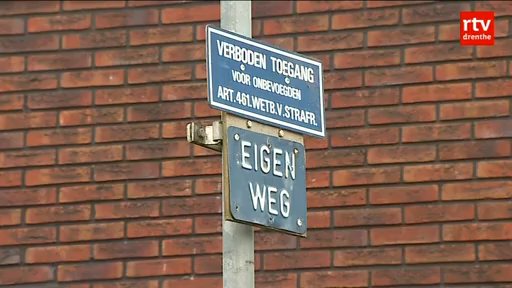 rtv
drenthe
VERBODEN TOEGANG
VOOR ONBEVOEGDEN
ART.461.WETB.V.STRAFR.
EIGEN
WEG